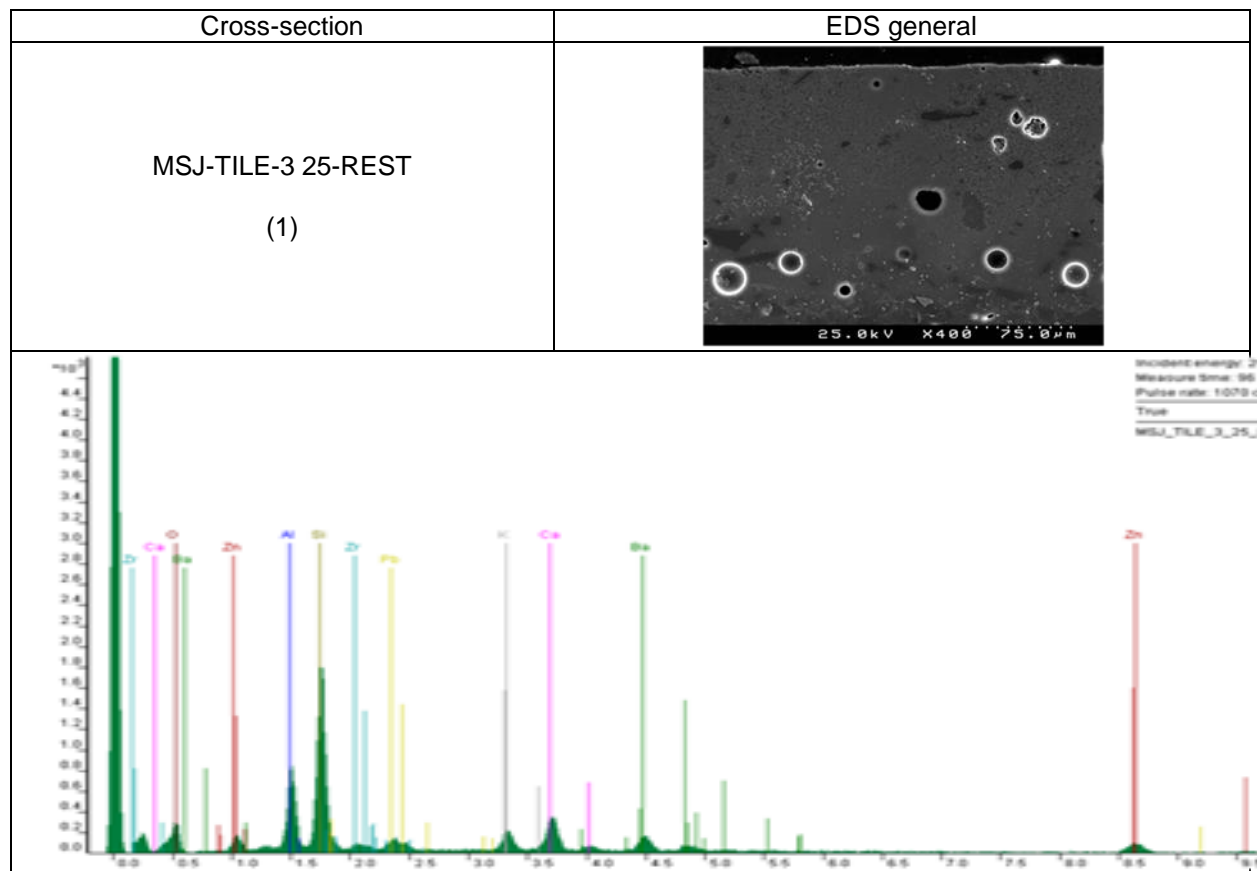 Cross-section
EDS general
MSJ-TILE-3 25-REST
(1)
25.0kV X400 75.0µm
Incident energy: 2
Measure time: 96
Pulse rate: 1070 c
True
MSJ_TILE_3_25_
4.4
4.2
4.0
3.8
3.6
3.4
3.2
3.0
2.8
2.6
2.4
2.2
2.0
1.8
1.6
1.4
1.2
1.0
0.8
0.6
0.4
0.2
0.0
Zr Ca O Ba Zn Al Si Zr Pb K Ca Ba Zn
0.0 0.5 1.0 1.5 2.0 2.5 3.0 3.5 4.0 4.5 5.0 5.5 6.0 6.5 7.0 7.5 8.0 8.5 9.0 9.5